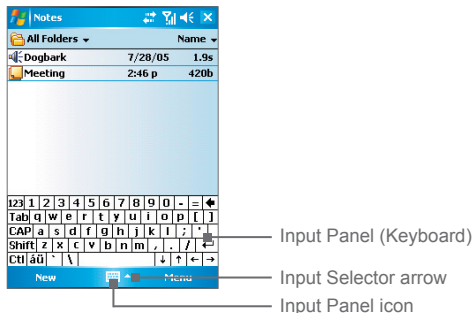 Notes
All Folders Name
Dogbark 7/28/05 1.9s
Meeting 2:46 p 420b
123 1 2 3 4 5 6 7 8 9 0 - =
Tab q w e r t y u i o p [ ]
CAP a s d f g h j k l ; '
Shift z x c v b n m , . /
Ctl áü ` \ ↓ ↑ ← →
New Menu
Input Panel (Keyboard)
Input Selector arrow
Input Panel icon